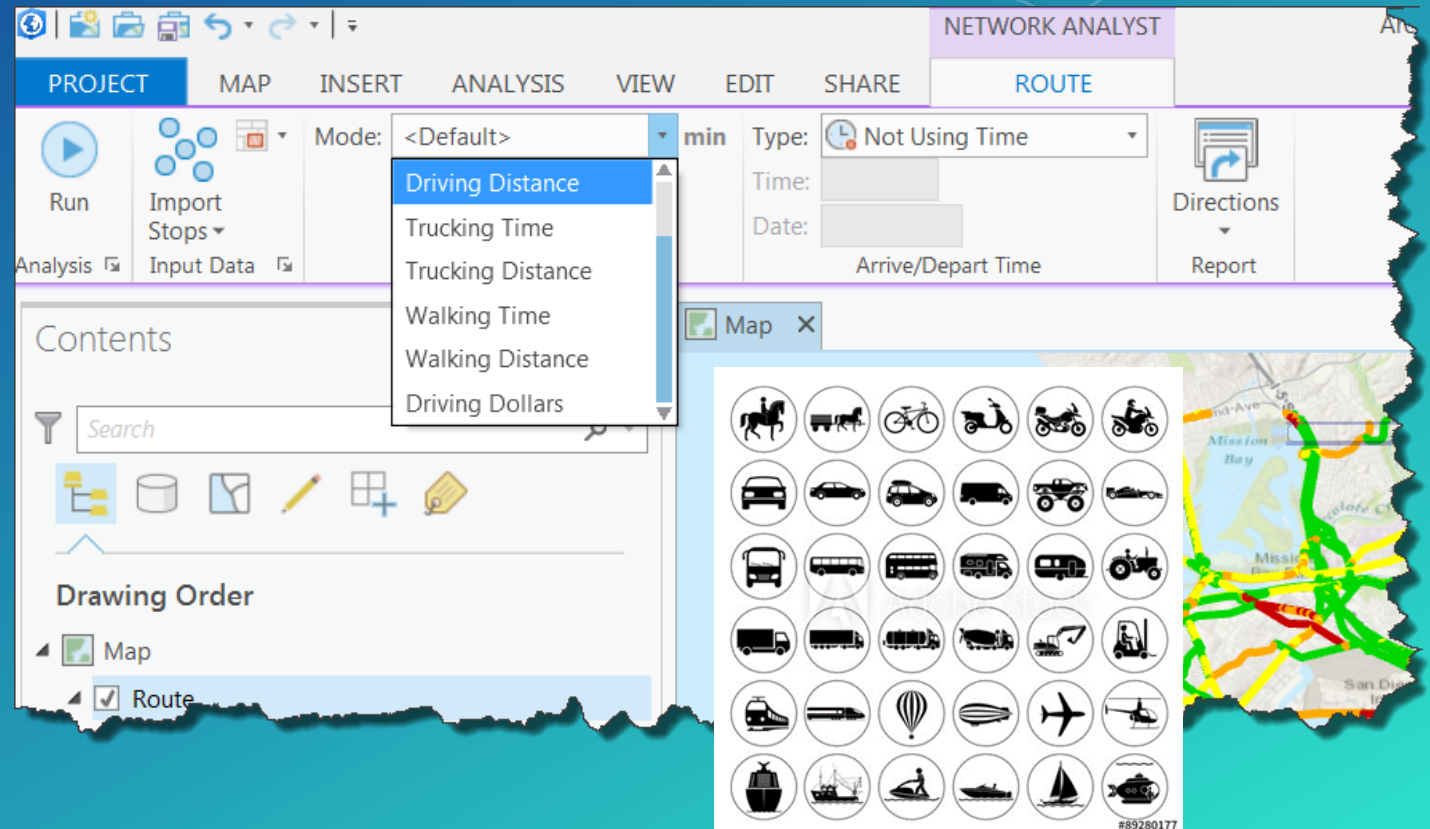 NETWORK ANALYST
PROJECT MAP INSERT ANALYSIS VIEW EDIT SHARE ROUTE
Run
Import
Stops
Mode: <Default> min
Driving Distance
Trucking Time
Trucking Distance
Walking Time
Walking Distance
Driving Dollars
Type: Not Using Time
Time:
Date:
Directions
Analysis Input Data Arrive/Depart Time Report
Contents
Search
Drawing Order
Map
Route
Map
Mission
Bay
Adobe Stock
#89280177